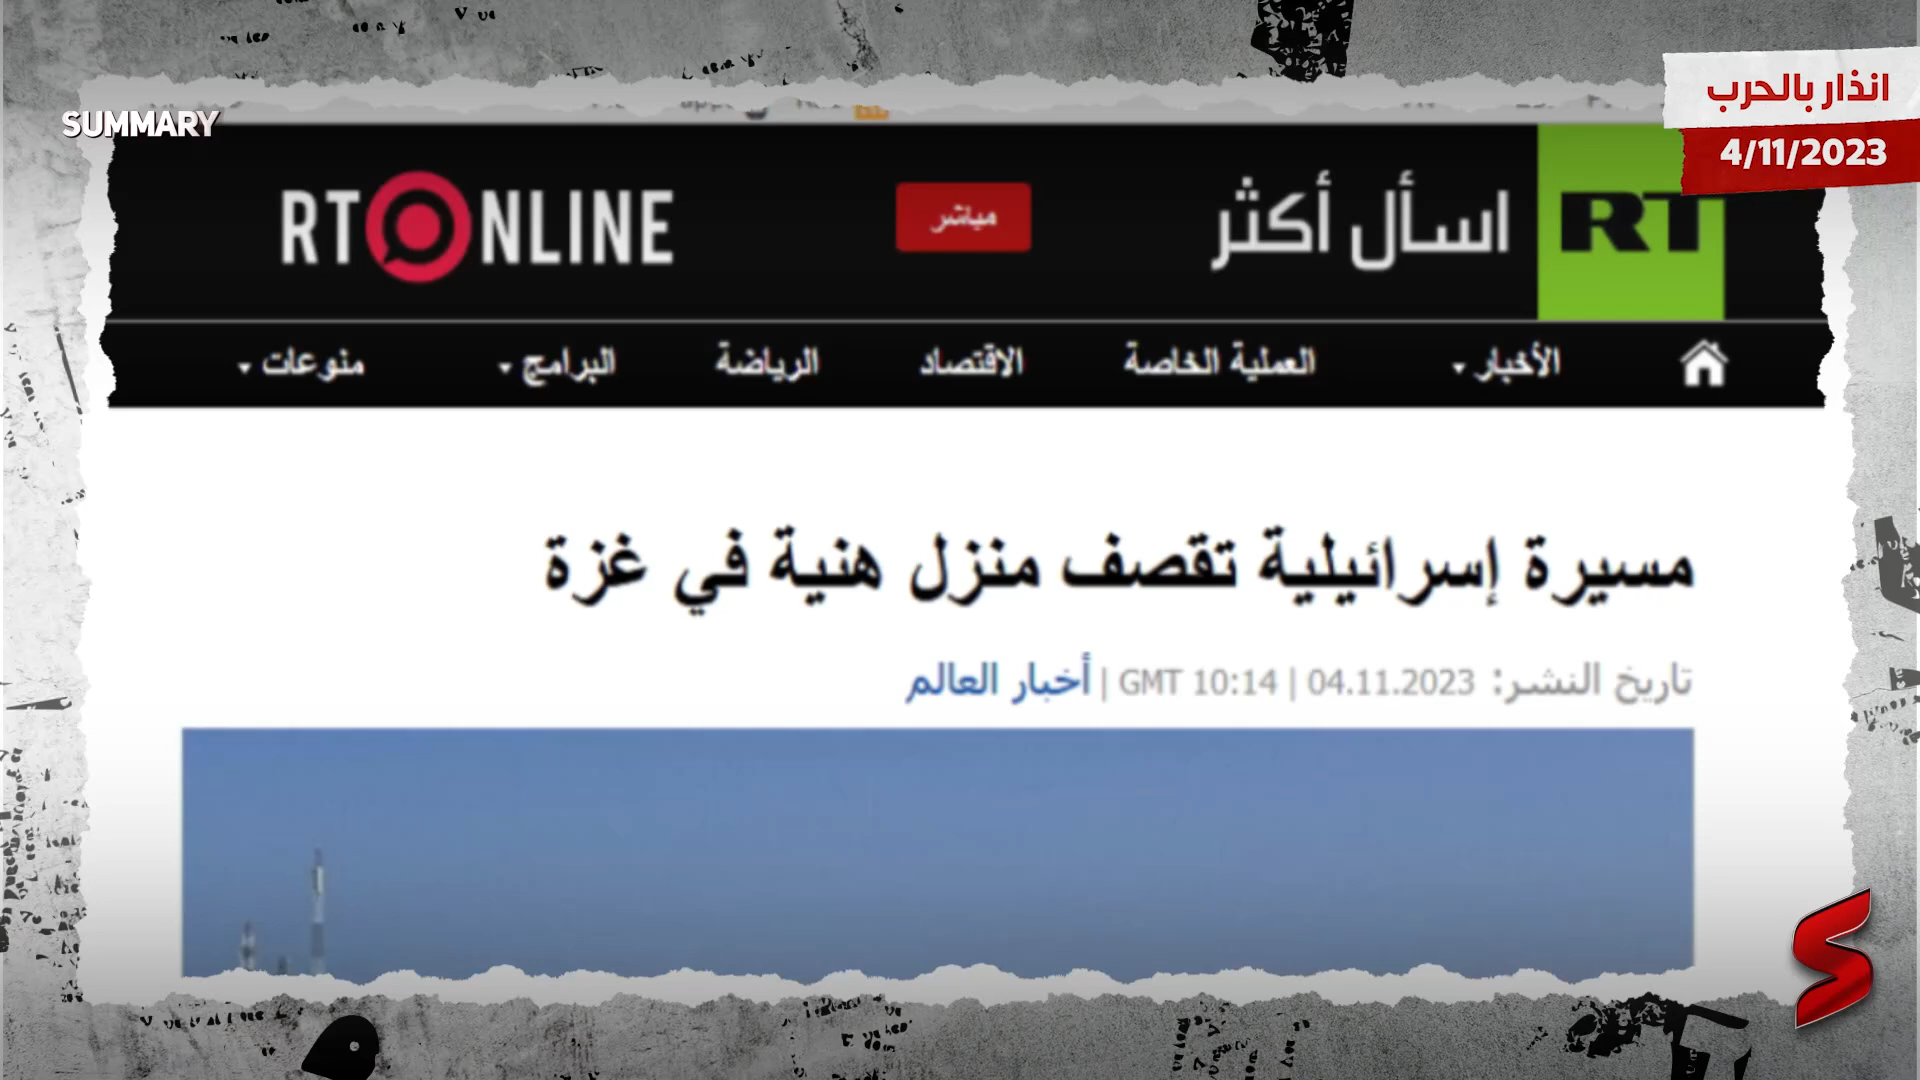 انذار بالحرب
4/11/2023
SUMMARY
RT اسأل أكثر مباشر RTONLINE
الأخبار العملية الخاصة الاقتصاد الرياضة البرامج منوعات
مسيرة إسرائيلية تقصف منزل هنية في غزة
تاريخ النشر: 04.11.2023 | 10:14 GMT | أخبار العالم